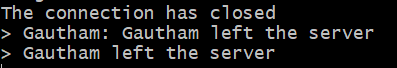 The connection has closed
> Gautham: Gautham left the server
> Gautham left the server